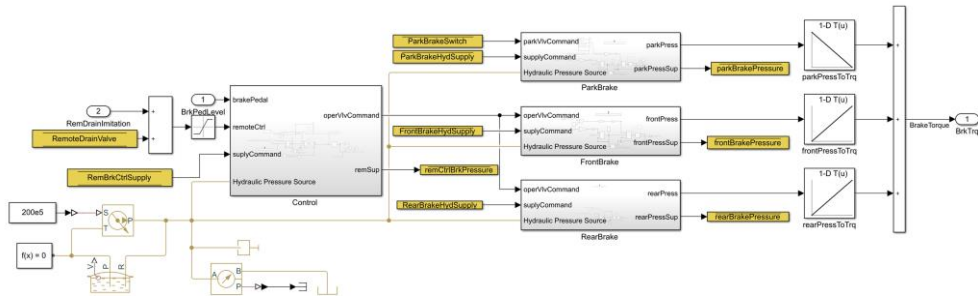 2
RemDrainImitation
RemoteDrainValve
RemBrkCtrlSupply
1
BrkPedLevel
+
+
brakePedal
remoteCtrl
suplyCommand
Hydraulic Pressure Source
operVlvCommand
remSup
Control
remCtrlBrkPressure
200e5
f(x) = 0
S
P
T
V
P
R
A
B
P
ParkBrakeSwitch
ParkBrakeHydSupply
parkVlvCommand
supplyCommand
Hydraulic Pressure Source
parkPress
parkPressSup
ParkBrake
parkBrakePressure
1-D T(u)
parkPressToTrq
FrontBrakeHydSupply
operVlvCommand
suplyCommand
Hydraulic Pressure Source
frontPress
frontPressSup
FrontBrake
frontBrakePressure
1-D T(u)
frontPressToTrq
RearBrakeHydSupply
operVlvCommand
suplyCommand
Hydraulic Pressure Source
rearPress
rearPressSup
RearBrake
rearBrakePressure
1-D T(u)
rearPressToTrq
+
+
+
BrakeTorque
1
BrkTrq